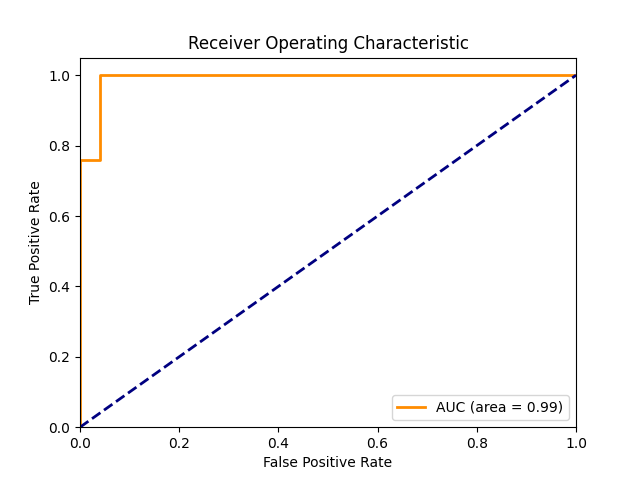 Receiver Operating Characteristic
1.0
0.8
0.6
0.4
0.2
0.0
True Positive Rate
AUC (area = 0.99)
0.0 0.2 0.4 0.6 0.8 1.0
False Positive Rate